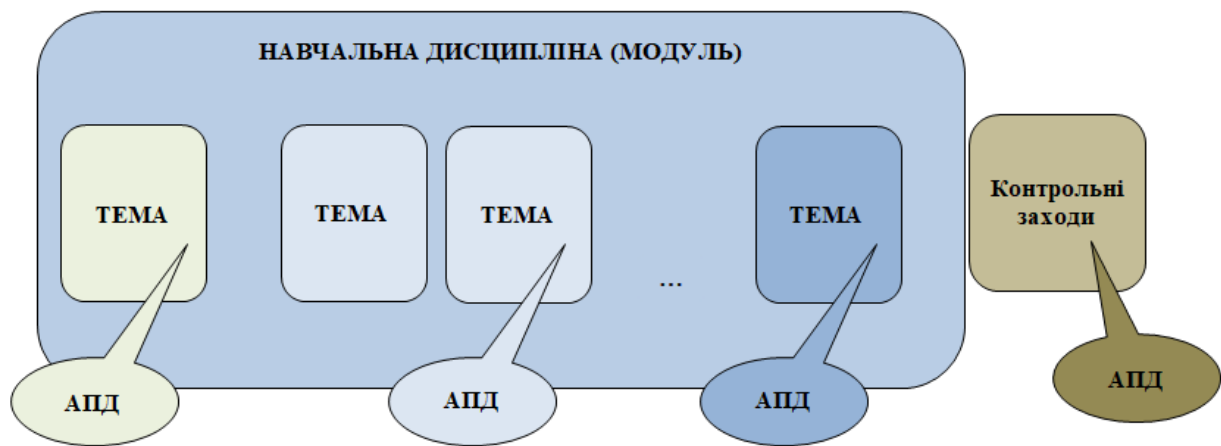 НАВЧАЛЬНА ДИСЦИПЛІНА (МОДУЛЬ)
ТЕМА
ТЕМА
ТЕМА
...
ТЕМА
Контрольні
заходи
АПД
АПД
АПД
АПД